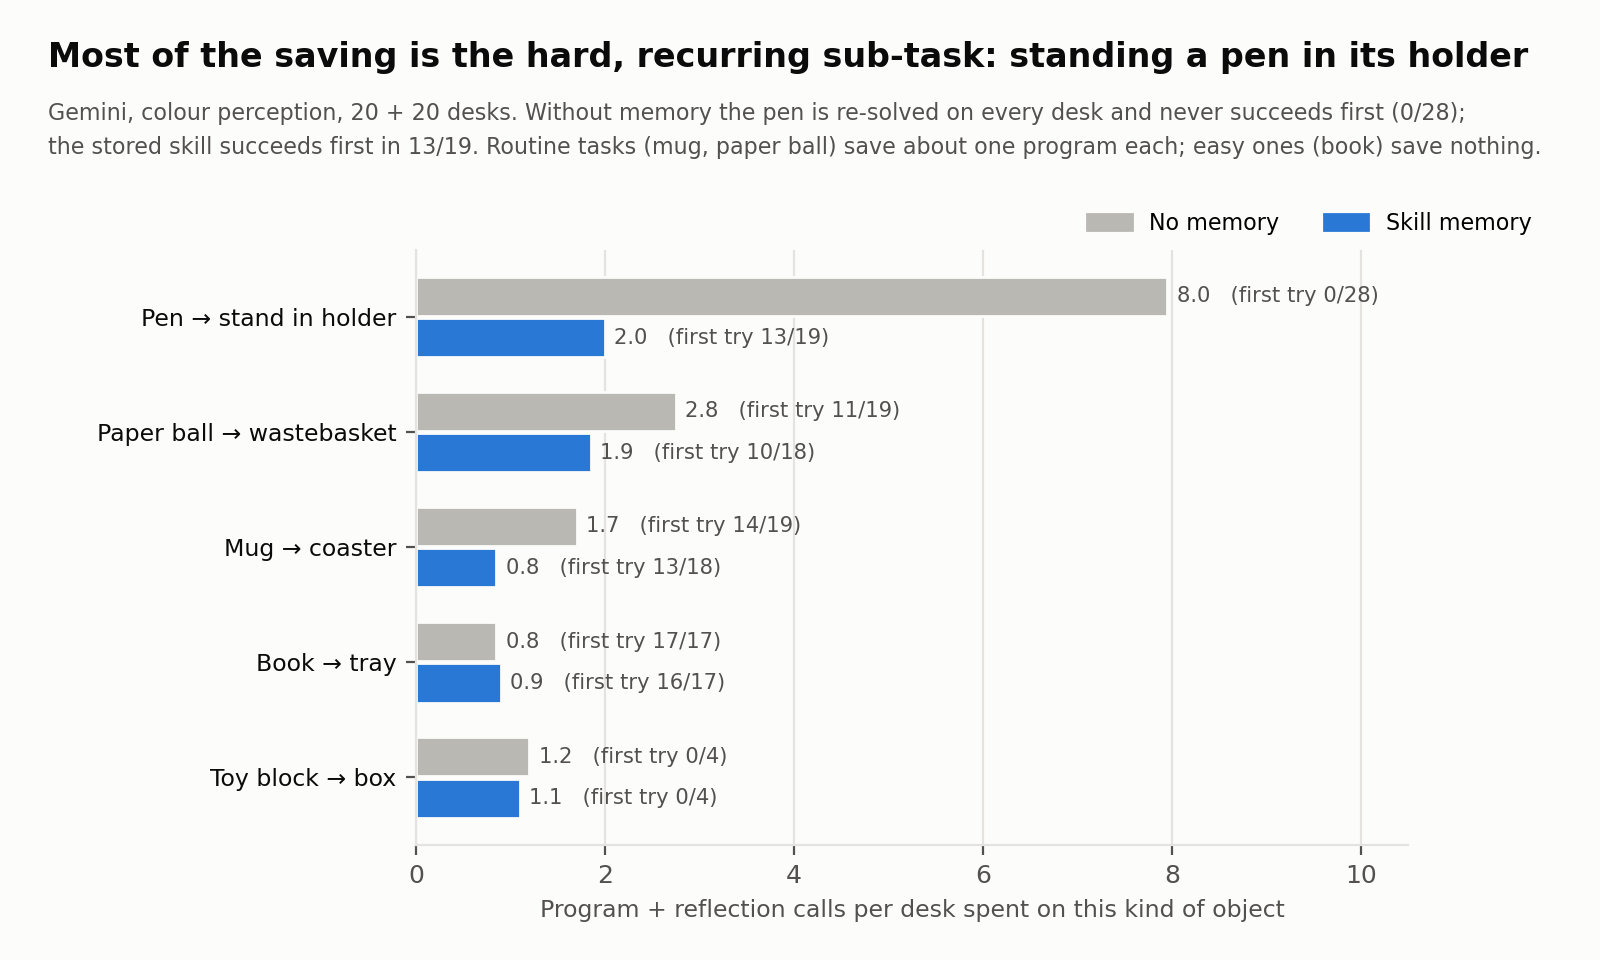 Most of the saving is the hard, recurring sub-task: standing a pen in its holder
Gemini, colour perception, 20 + 20 desks. Without memory the pen is re-solved on every desk and never succeeds first (0/28);
the stored skill succeeds first in 13/19. Routine tasks (mug, paper ball) save about one program each; easy ones (book) save nothing.
No memory
Skill memory
Pen → stand in holder
8.0 (first try 0/28)
2.0 (first try 13/19)
Paper ball → wastebasket
2.8 (first try 11/19)
1.9 (first try 10/18)
Mug → coaster
1.7 (first try 14/19)
0.8 (first try 13/18)
Book → tray
0.8 (first try 17/17)
0.9 (first try 16/17)
Toy block → box
1.2 (first try 0/4)
1.1 (first try 0/4)
0 2 4 6 8 10
Program + reflection calls per desk spent on this kind of object